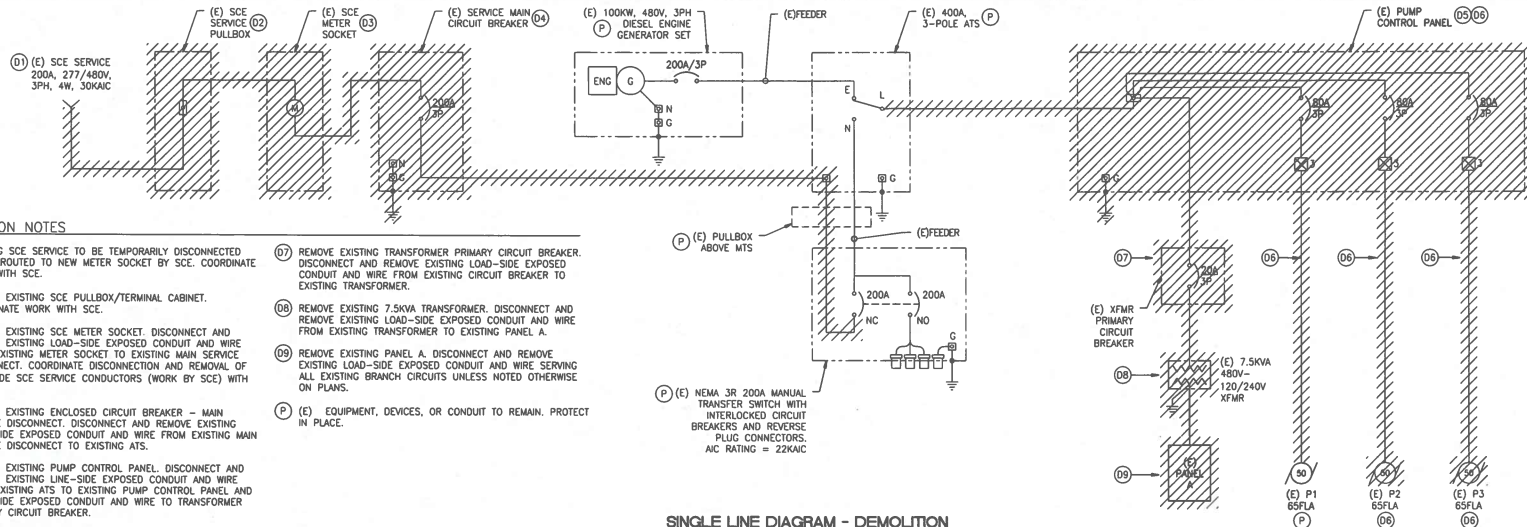 (E) SCE
SERVICE D2
PULLBOX
(E) SCE
METER D3
SOCKET
(E) SERVICE MAIN
CIRCUIT BREAKER D4
(E) 100KW, 480V, 3PH
P DIESEL ENGINE
GENERATOR SET
(E)FEEDER
(E) 400A, P
3-POLE ATS
(E) PUMP
CONTROL PANEL D5 D6
D1 (E) SCE SERVICE
200A, 277/480V,
3PH, 4W, 30KAIC
M
200A
3P
N
G
ENG
G
200A/3P
N
G
E
L
N
G
80A
3P
80A
3P
80A
3P
3
3
3
G
ON NOTES
G SCE SERVICE TO BE TEMPORARILY DISCONNECTED
ROUTED TO NEW METER SOCKET BY SCE. COORDINATE
WITH SCE.
EXISTING SCE PULLBOX/TERMINAL CABINET.
NATE WORK WITH SCE.
EXISTING SCE METER SOCKET. DISCONNECT AND
EXISTING LOAD-SIDE EXPOSED CONDUIT AND WIRE
XISTING METER SOCKET TO EXISTING MAIN SERVICE
NECT. COORDINATE DISCONNECTION AND REMOVAL OF
DE SCE SERVICE CONDUCTORS (WORK BY SCE) WITH
EXISTING ENCLOSED CIRCUIT BREAKER – MAIN
E DISCONNECT. DISCONNECT AND REMOVE EXISTING
IDE EXPOSED CONDUIT AND WIRE FROM EXISTING MAIN
E DISCONNECT TO EXISTING ATS.
EXISTING PUMP CONTROL PANEL. DISCONNECT AND
EXISTING LINE-SIDE EXPOSED CONDUIT AND WIRE
XISTING ATS TO EXISTING PUMP CONTROL PANEL AND
IDE EXPOSED CONDUIT AND WIRE TO TRANSFORMER
Y CIRCUIT BREAKER.
D7 REMOVE EXISTING TRANSFORMER PRIMARY CIRCUIT BREAKER.
DISCONNECT AND REMOVE EXISTING LOAD-SIDE EXPOSED
CONDUIT AND WIRE FROM EXISTING CIRCUIT BREAKER TO
EXISTING TRANSFORMER.
D8 REMOVE EXISTING 7.5KVA TRANSFORMER. DISCONNECT AND
REMOVE EXISTING LOAD-SIDE EXPOSED CONDUIT AND WIRE
FROM EXISTING TRANSFORMER TO EXISTING PANEL A.
D9 REMOVE EXISTING PANEL A. DISCONNECT AND REMOVE
EXISTING LOAD-SIDE EXPOSED CONDUIT AND WIRE SERVING
ALL EXISTING BRANCH CIRCUITS UNLESS NOTED OTHERWISE
ON PLANS.
P (E) EQUIPMENT, DEVICES, OR CONDUIT TO REMAIN. PROTECT
IN PLACE.
P (E) PULLBOX
ABOVE MTS
(E)FEEDER
200A
200A
NC
NO
G
P (E) NEMA 3R 200A MANUAL
TRANSFER SWITCH WITH
INTERLOCKED CIRCUIT
BREAKERS AND REVERSE
PLUG CONNECTORS.
AIC RATING = 22KAIC
D7
20A
3P
(E) XFMR
PRIMARY
CIRCUIT
BREAKER
D8
(E) 7.5KVA
480V–
120/240V
XFMR
D9
(E)
PANEL
A
D6
D6
D6
50
50
50
(E) P1
65FLA
P
(E) P2
65FLA
D6
(E) P3
65FLA
D6
SINGLE LINE DIAGRAM – DEMOLITION